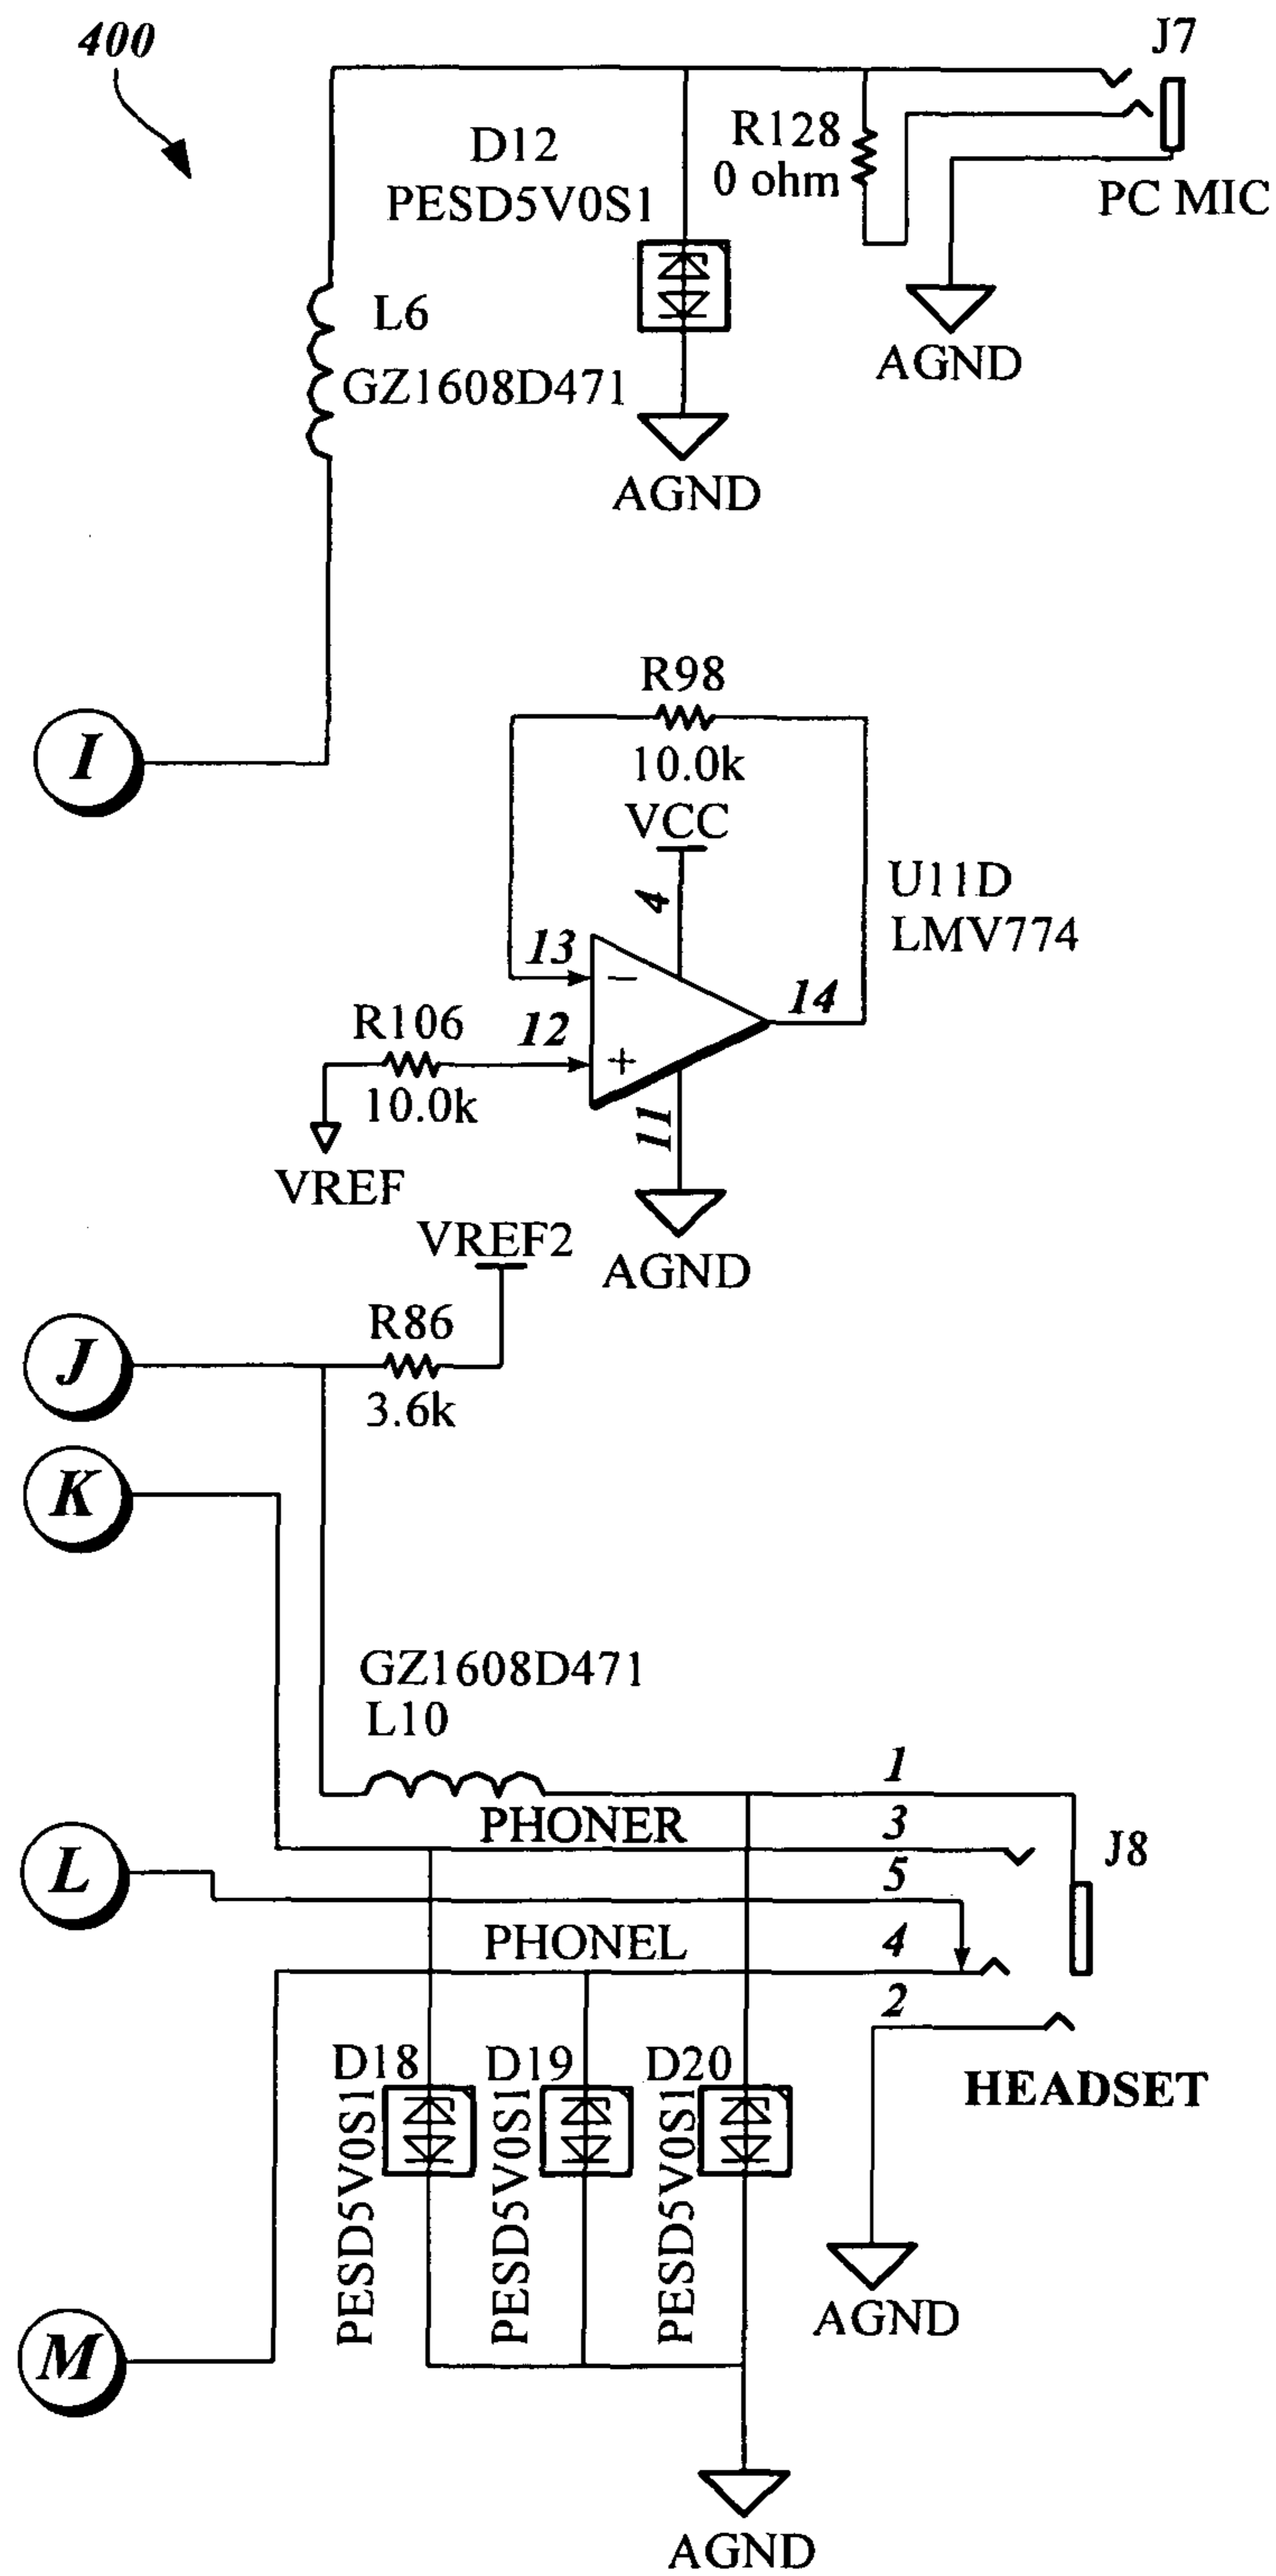 400
J7
D12
PESD5V0S1
R128
0 ohm
PC MIC
L6
GZ1608D471
AGND
AGND
R98
10.0k
I
VCC
4
U11D
LMV774
13
-
14
R106
12
+
10.0k
11
VREF
VREF2
AGND
R86
J
3.6k
K
GZ1608D471
L10
1
PHONER
3
J8
L
5
PHONEL
4
2
D18
D19
D20
HEADSET
PESD5V0S1
PESD5V0S1
PESD5V0S1
AGND
M
AGND